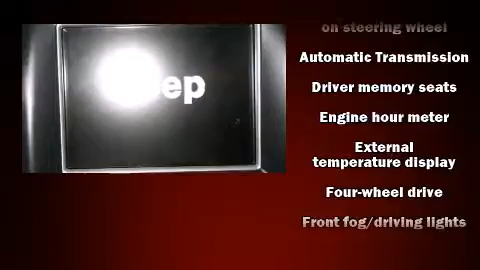 eep
on steering wheel
Automatic Transmission
Driver memory seats
Engine hour meter
External
temperature display
Four-wheel drive
Front fog/driving lights